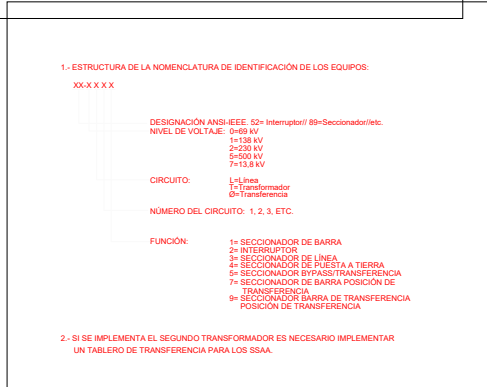 1.- ESTRUCTURA DE LA NOMENCLATURA DE IDENTIFICACIÓN DE LOS EQUIPOS:
XX-X X X X
DESIGNACIÓN ANSI-IEEE. 52= Interruptor// 89=Seccionador//etc.
NIVEL DE VOLTAJE: 0=69 kV
1=138 kV
2=230 kV
5=500 kV
7=13,8 kV
CIRCUITO: L=Línea
T=Transformador
Ø=Transferencia
NÚMERO DEL CIRCUITO: 1, 2, 3, ETC.
FUNCIÓN: 1= SECCIONADOR DE BARRA
2= INTERRUPTOR
3= SECCIONADOR DE LÍNEA
4= SECCIONADOR DE PUESTA A TIERRA
5= SECCIONADOR BYPASS/TRANSFERENCIA
7= SECCIONADOR DE BARRA POSICIÓN DE
TRANSFERENCIA
9= SECCIONADOR BARRA DE TRANSFERENCIA
POSICIÓN DE TRANSFERENCIA
2.- SI SE IMPLEMENTA EL SEGUNDO TRANSFORMADOR ES NECESARIO IMPLEMENTAR
UN TABLERO DE TRANSFERENCIA PARA LOS SSAA.